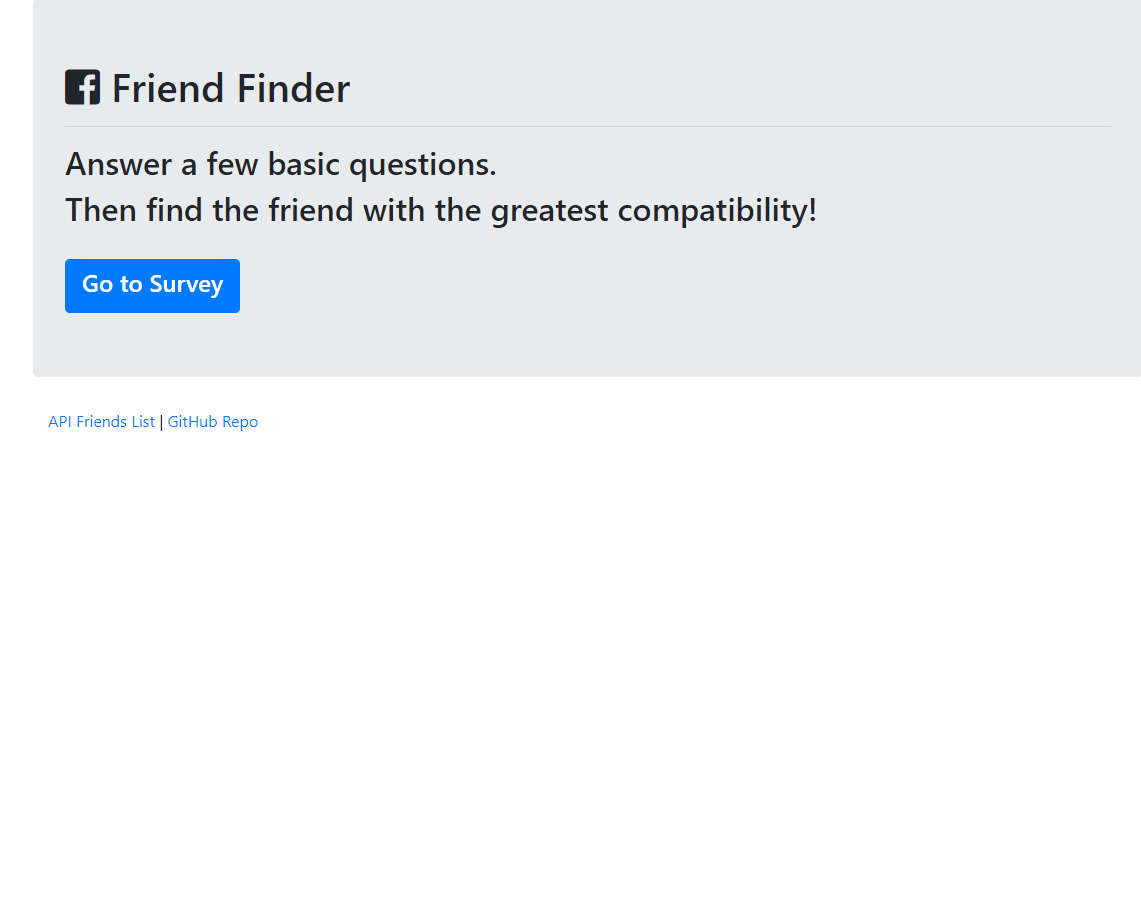 Friend Finder
Answer a few basic questions.
Then find the friend with the greatest compatibility!
Go to Survey
API Friends List | GitHub Repo